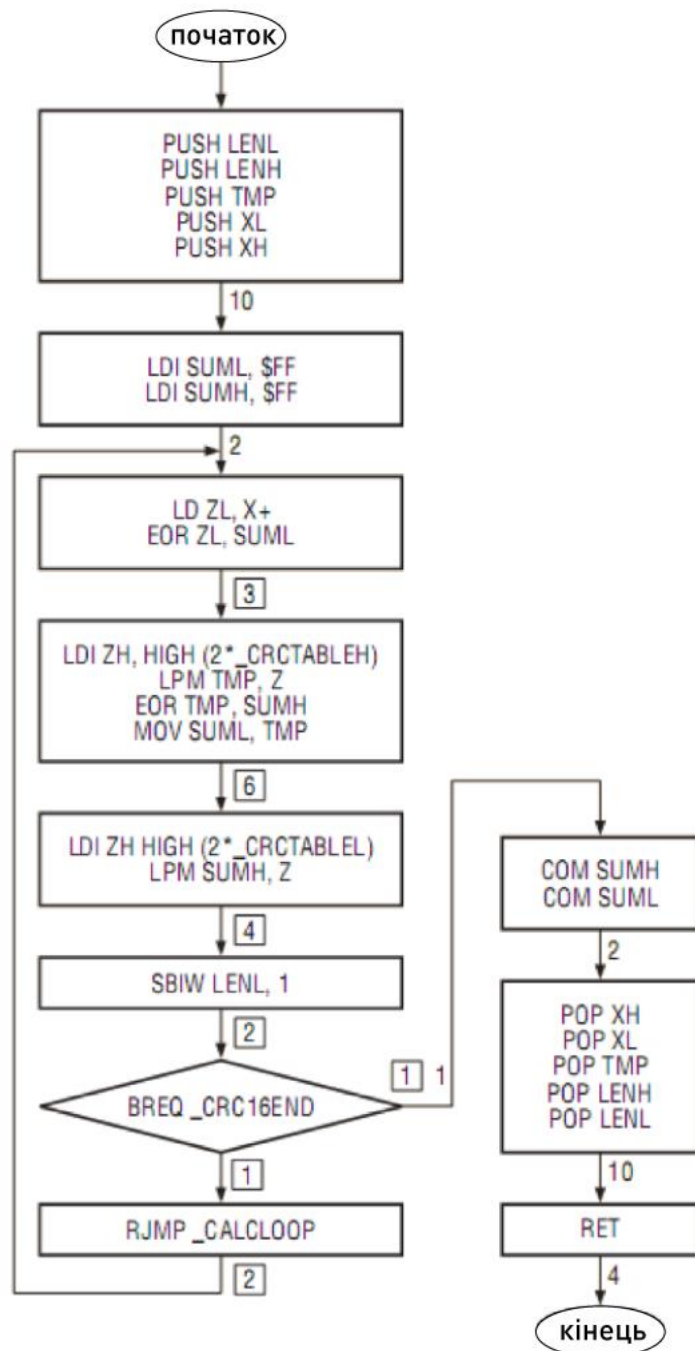 початок
PUSH LENL
PUSH LENH
PUSH TMP
PUSH XL
PUSH XH
10
LDI SUML, $FF
LDI SUMH, $FF
2
LD ZL, X+
EOR ZL, SUML
3
LDI ZH, HIGH (2*_CRCTABLEH)
LPM TMP, Z
EOR TMP, SUMH
MOV SUML, TMP
6
LDI ZH HIGH (2*_CRCTABLEL)
LPM SUMH, Z
4
SBIW LENL, 1
2
BREQ _CRC16END
1 1
1
RJMP _CALCLOOP
2
COM SUMH
COM SUML
2
POP XH
POP XL
POP TMP
POP LENH
POP LENL
10
RET
4
кінець